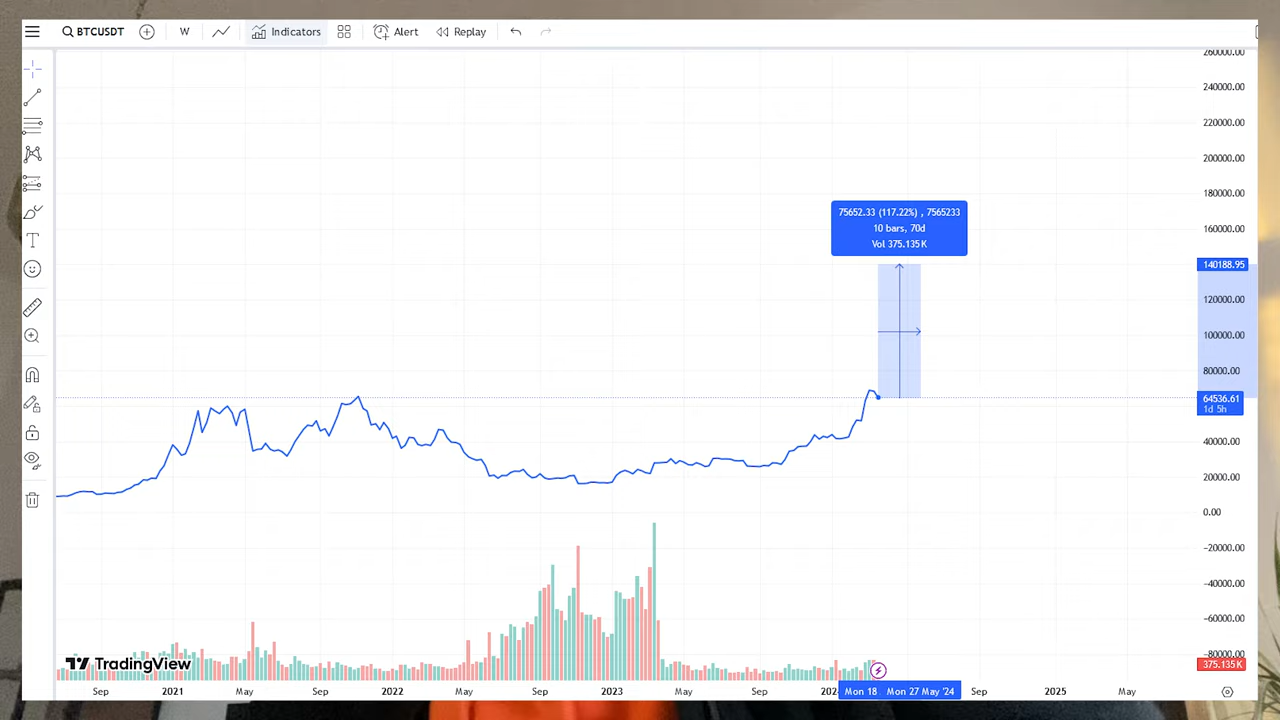 BTCUSDT W Indicators Alert Replay
260000.00
240000.00
220000.00
200000.00
180000.00
160000.00
75652.33 (117.22%) , 7565233
10 bars, 70d
Vol 375.135K
140188.95
120000.00
100000.00
80000.00
64536.61
1d 5h
40000.00
20000.00
0.00
−20000.00
−40000.00
−60000.00
−80000.00
TradingView
375.135K
Sep 2021 May Sep 2022 May Sep 2023 May Sep Mon 18 Mon 27 May '24 Sep 2025 May